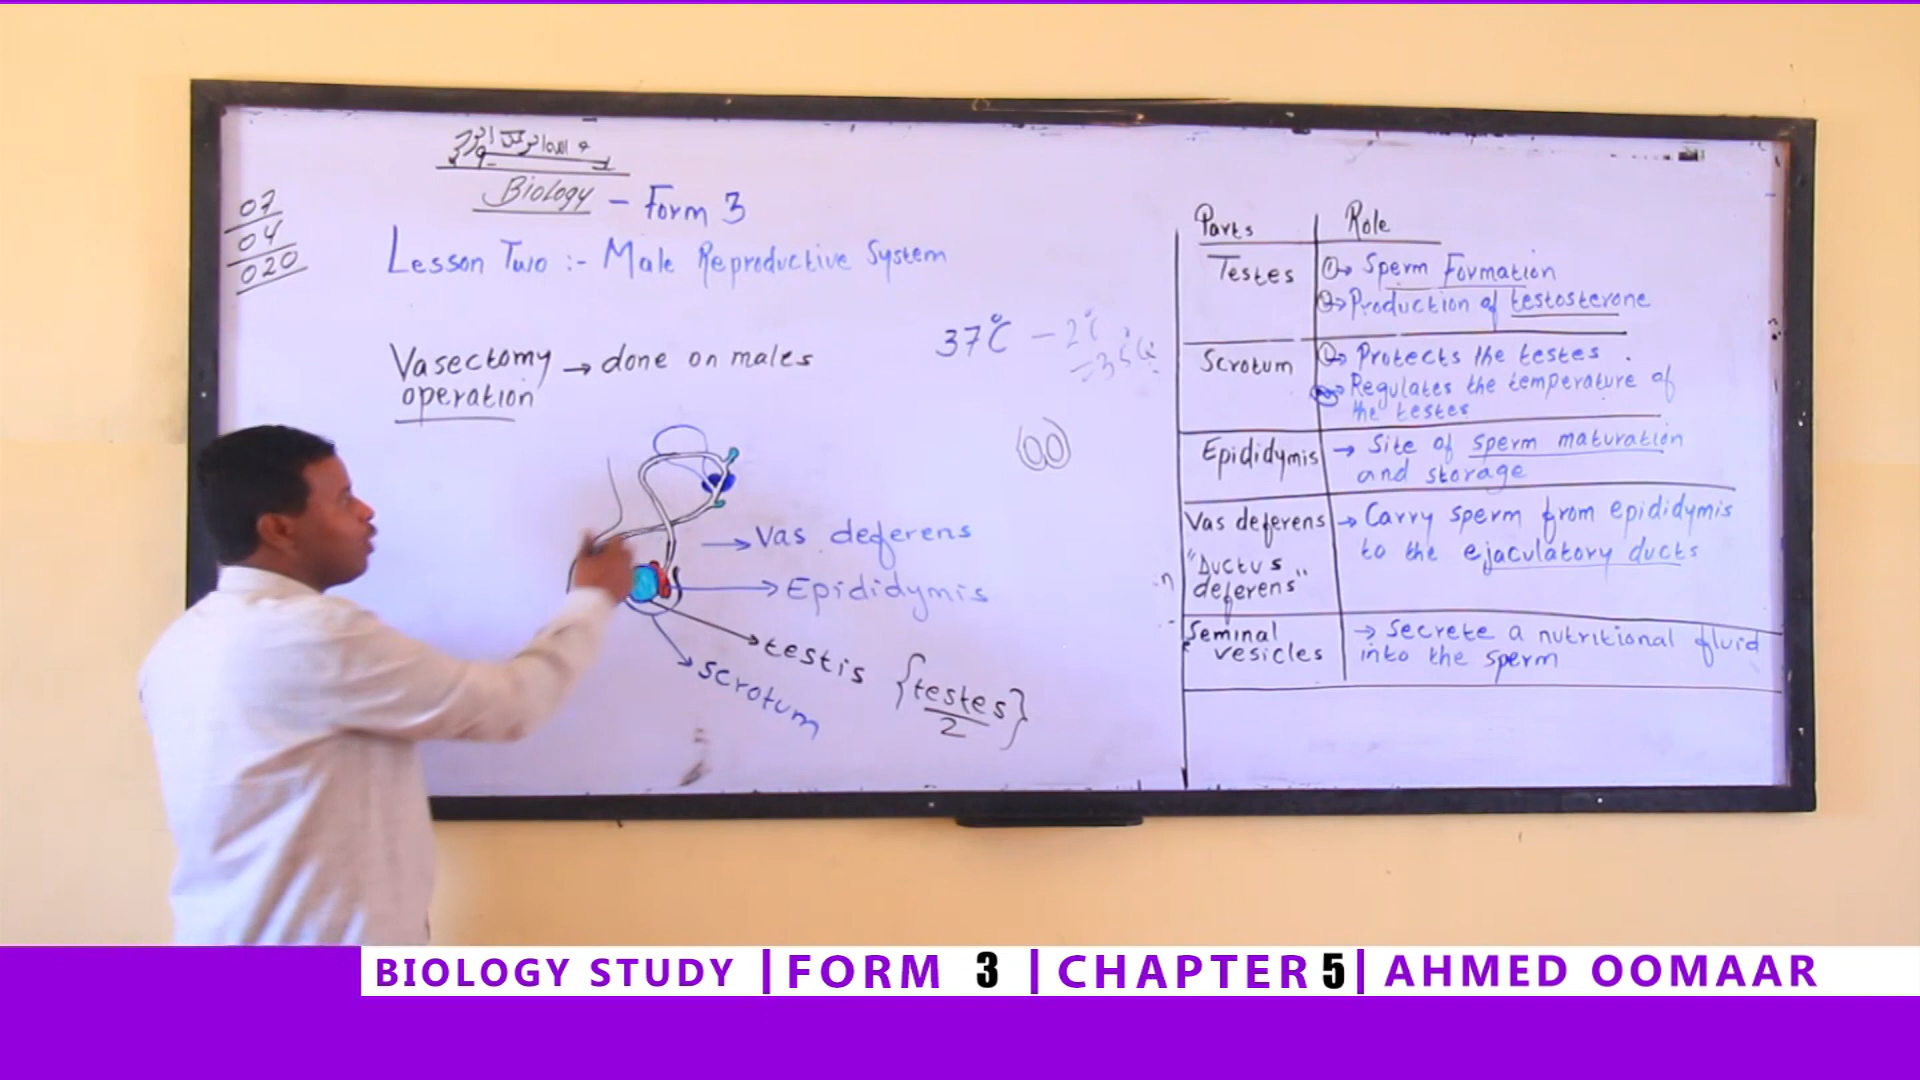 Biology - Form 3
07
04
020
Lesson Two :- Male Reproductive System
Vasectomy → done on males
operation
37°C - 2°C
Vas deferens
Epididymis
testis {testes}
2
scrotum
Parts Role
Testes ① → Sperm Formation
② → Production of testosterone
Scrotum ① → Protects the testes .
→ Regulates the temperature of
the testes
Epididymis → Site of sperm maturation
and storage
Vas deferens → Carry sperm from epididymis
to the ejaculatory ducts
"Ductus
deferens"
Seminal → Secrete a nutritional fluid
vesicles into the sperm
BIOLOGY STUDY | FORM 3 | CHAPTER 5 | AHMED OOMAAR